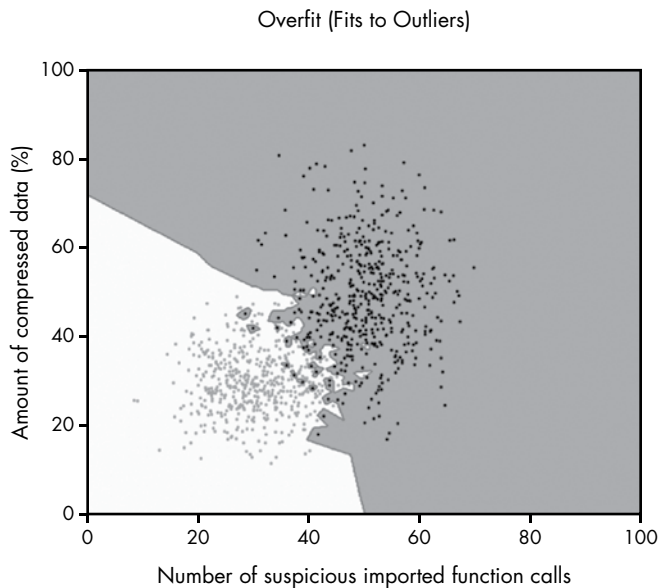 Overfit (Fits to Outliers)
100
80
60
40
20
0
Amount of compressed data (%)
0 20 40 60 80 100
Number of suspicious imported function calls